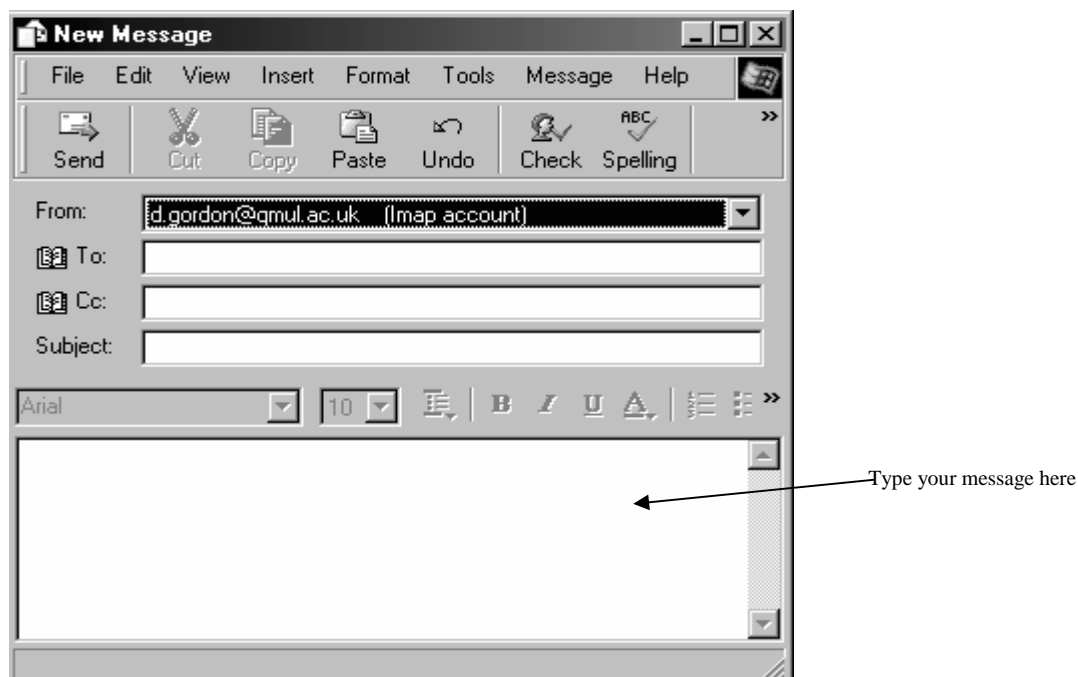 New Message
File Edit View Insert Format Tools Message Help
ABC
Send Cut Copy Paste Undo Check Spelling
From: d.gordon@qmul.ac.uk (Imap account)
To:
Cc:
Subject:
Arial 10 B I U A
Type your message here